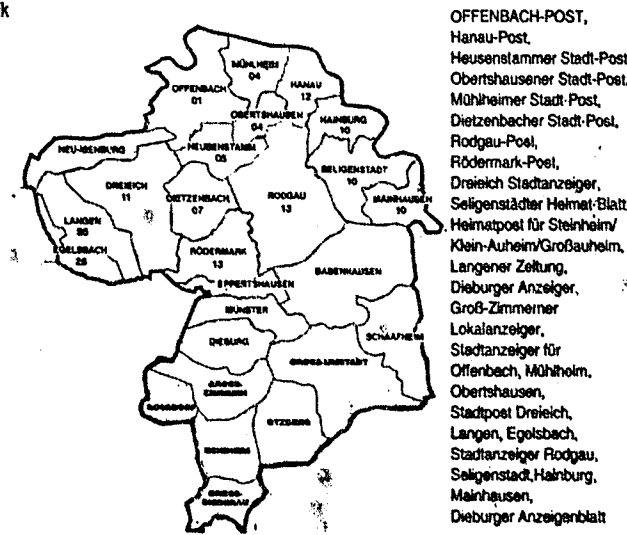 k
OFFENBACH-POST,
Hanau-Post,
Heusenstammer Stadt-Post
Obertshausener Stadt-Post,
Mühlheimer Stadt-Post,
Dietzenbacher Stadt-Post,
Rodgau-Post,
Rödermark-Post,
Dreieich Stadtanzeiger,
Seligenstädter Heimat-Blatt
Heimatpost für Steinheim/
Klein-Auheim/Großauheim,
Langener Zeitung,
Dieburger Anzeiger,
Groß-Zimmerner
Lokalanzeiger,
Stadtanzeiger für
Offenbach, Mühlheim,
Obertshausen,
Stadtpost Dreieich,
Langen, Egelsbach,
Stadtanzeiger Rodgau,
Seligenstadt, Hainburg,
Mainhausen,
Dieburger Anzeigenblatt
MÜHLHEIM
04
OFFENBACH
01
HANAU
12
OBERTSHAUSEN
04
HAINBURG
10
NEU-ISENBURG
HEUSENSTAMM
05
SELIGENSTADT
10
DREIEICH
11
DIETZENBACH
07
RODGAU
13
MAINHAUSEN
10
LANGEN
EGELSBACH
25
RÖDERMARK
13
EPPERTSHAUSEN
BABENHAUSEN
MÜNSTER
DIEBURG
SCHAAFHEIM
GROSS-UMSTADT
OTZBERG